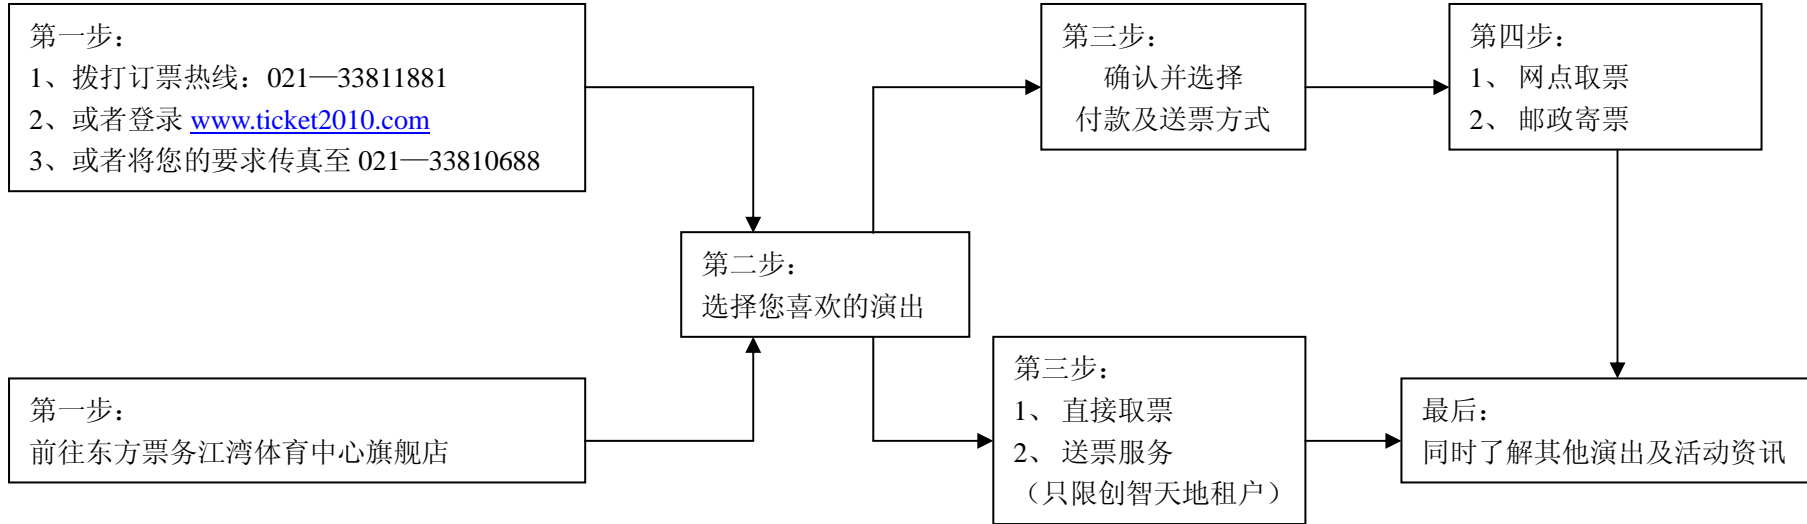 第一步：
1、拨打订票热线：021—33811881
2、或者登录 www.ticket2010.com
3、或者将您的要求传真至 021—33810688
第一步：
前往东方票务江湾体育中心旗舰店
第二步：
选择您喜欢的演出
第三步：
确认并选择
付款及送票方式
第四步：
1、 网点取票
2、 邮政寄票
第三步：
1、 直接取票
2、 送票服务
（只限创智天地租户）
最后：
同时了解其他演出及活动资讯